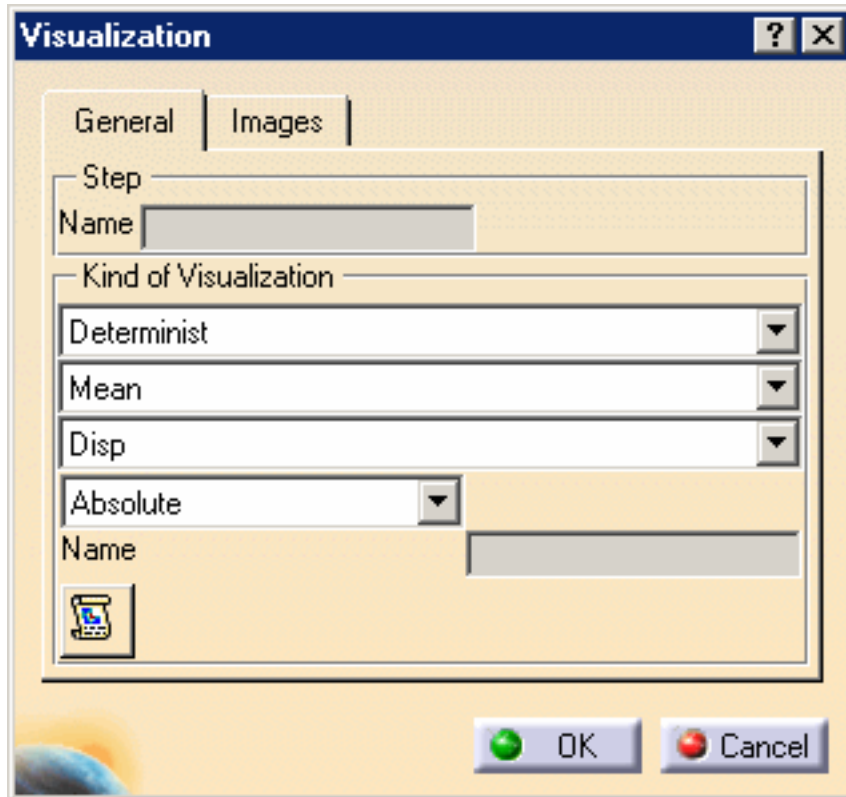 Visualization
General Images
Step
Name
Kind of Visualization
Determinist
Mean
Disp
Absolute
Name
OK Cancel